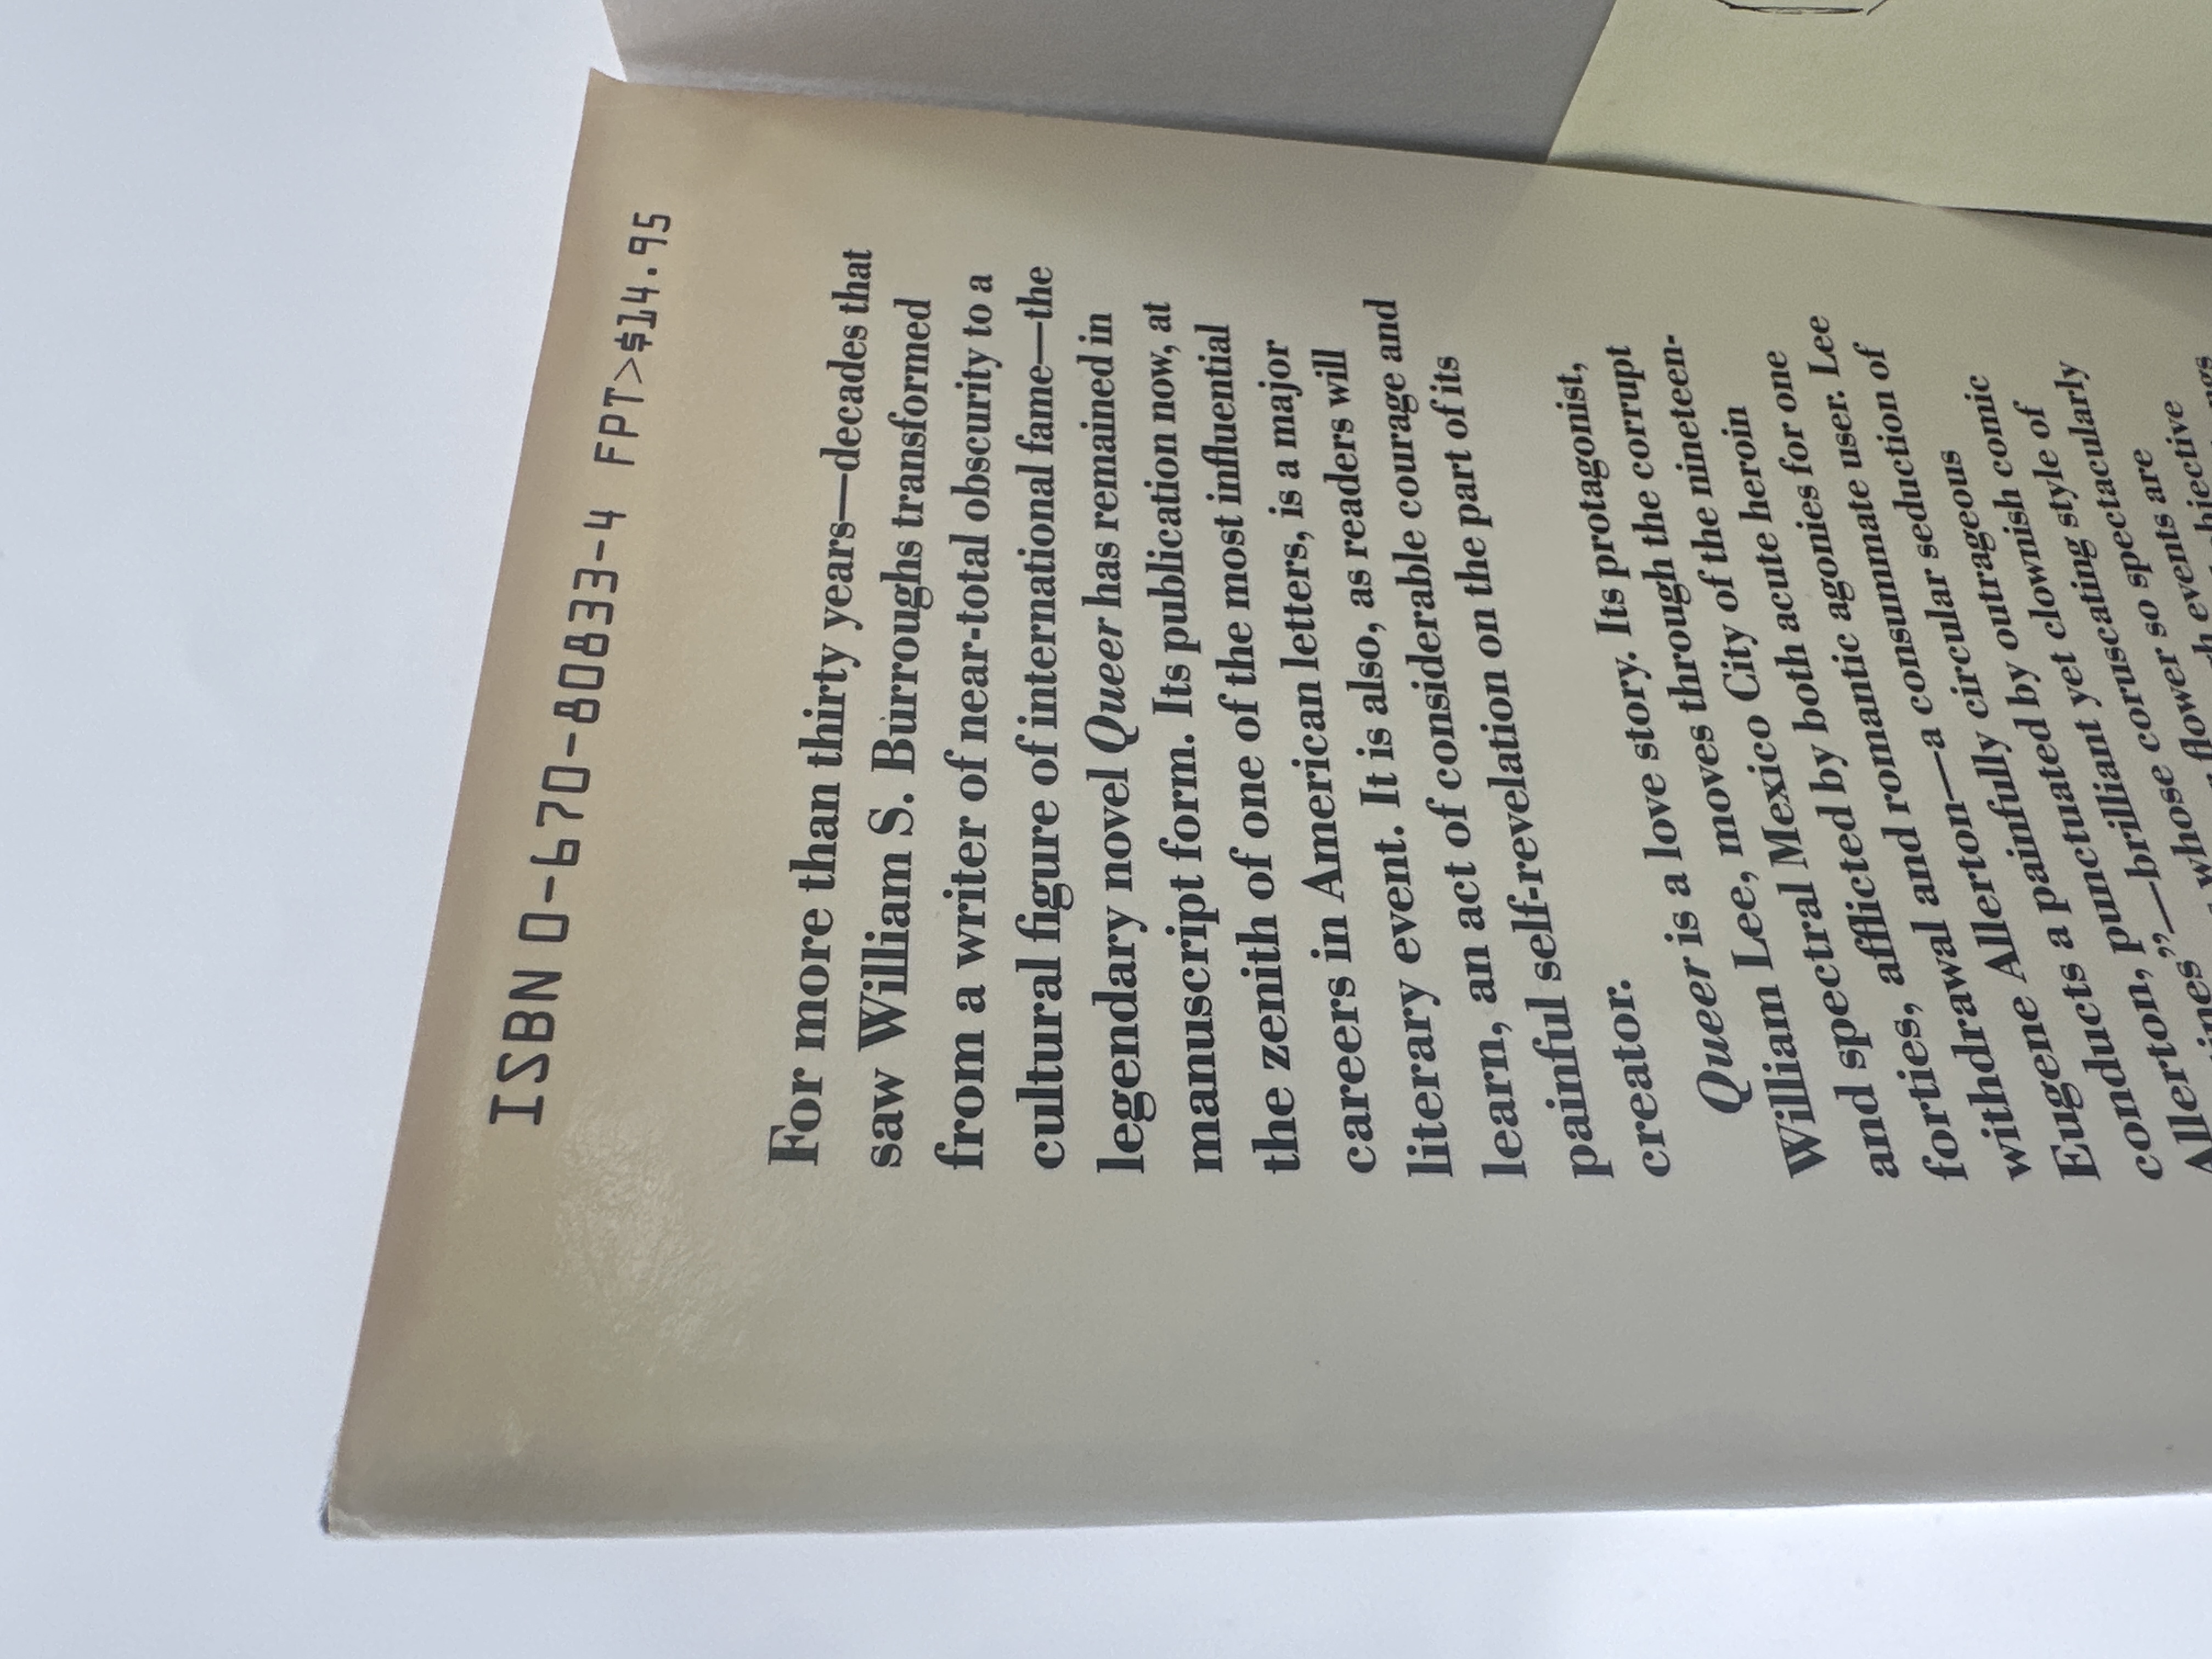 ISBN 0-670-80833-4 FPT>$14.95
For more than thirty years—decades that
saw William S. Burroughs transformed
from a writer of near-total obscurity to a
cultural figure of international fame—the
legendary novel Queer has remained in
manuscript form. Its publication now, at
the zenith of one of the most influential
careers in American letters, is a major
literary event. It is also, as readers will
learn, an act of considerable courage and
painful self-revelation on the part of its
creator.
Queer is a love story. Its protagonist,
William Lee, moves through the corrupt
and spectral Mexico City of the nineteen-
forties, afflicted by both acute heroin
withdrawal and romantic agonies for one
Eugene Allerton—a consummate user. Lee
conducts a painfully circular seduction of
Allerton, punctuated by outrageous comic